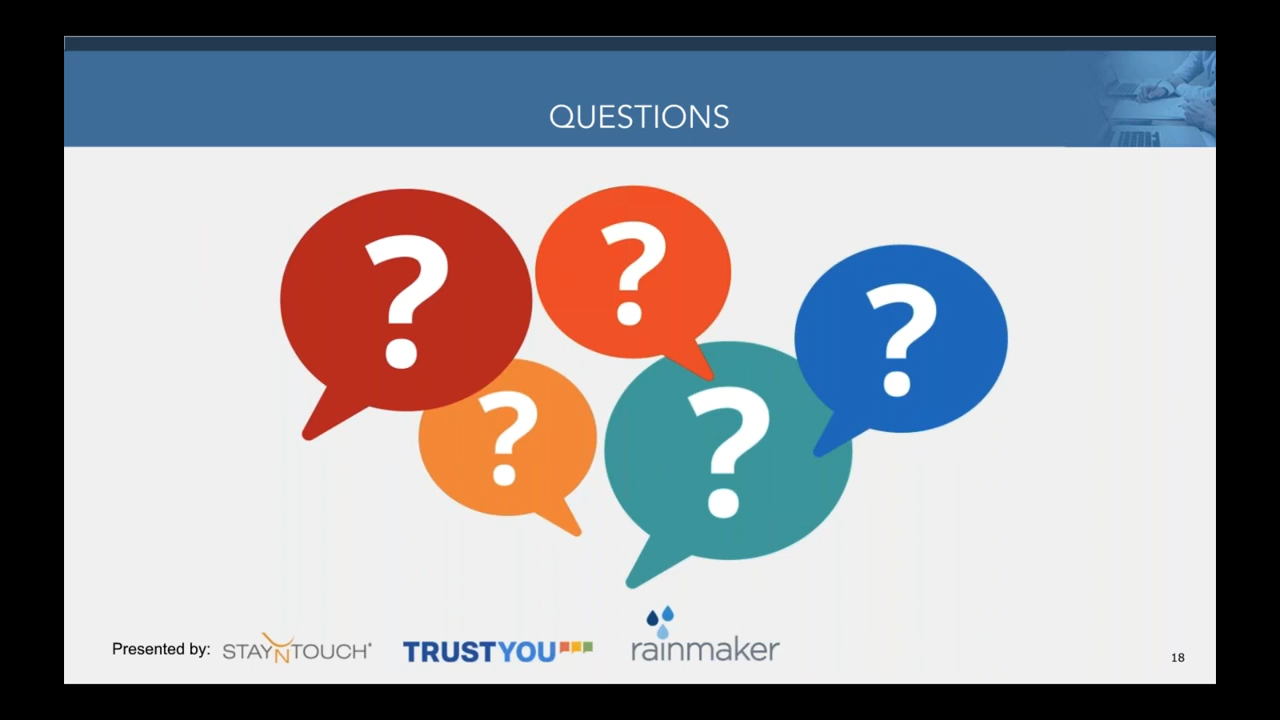 QUESTIONS
? ? ?
? ?
Presented by: STAYNTOUCH® TRUSTYOU rainmaker
18